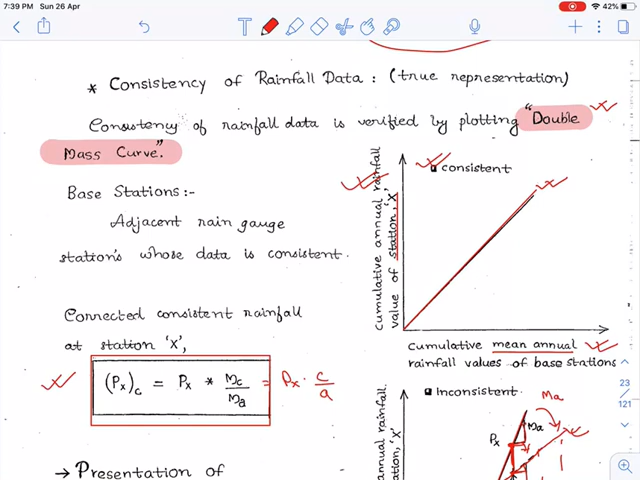 7:39 PM Sun 26 Apr
42%
* Consistency of Rainfall Data : (true representation)
Consistency of rainfall data is verified by plotting "Double
Mass Curve".
Base Stations :-
Adjacent rain gauge
station's whose data is consistent.
Corrected consistent rainfall
at station 'X',
(Px)c = Px * Mc/Ma = Px · c/a
→ Presentation of
consistent
cumulative annual rainfall
value of station, 'X'
cumulative mean annual
rainfall values of base stations
23
121
Inconsistent
Ma
Ma
Px
annual rainfall
station, 'X'